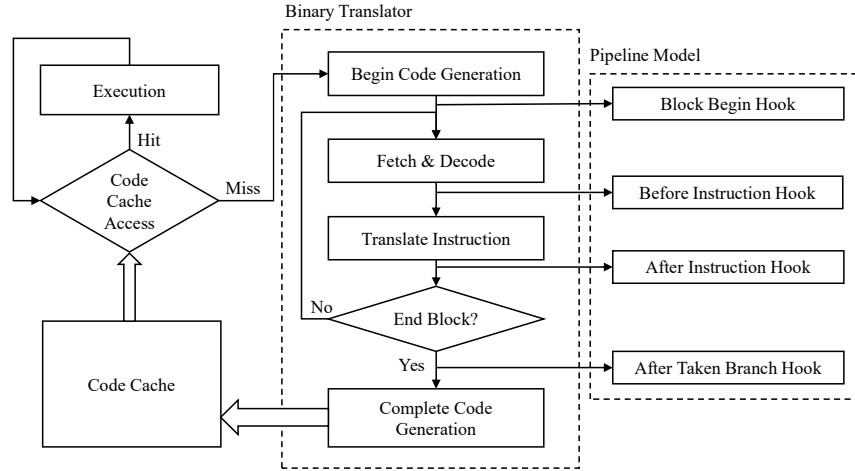 Binary Translator
Pipeline Model
Begin Code Generation
Execution
Block Begin Hook
Hit
Code
Cache
Access
Miss
Fetch & Decode
Before Instruction Hook
Translate Instruction
After Instruction Hook
No
End Block?
Yes
After Taken Branch Hook
Code Cache
Complete Code
Generation